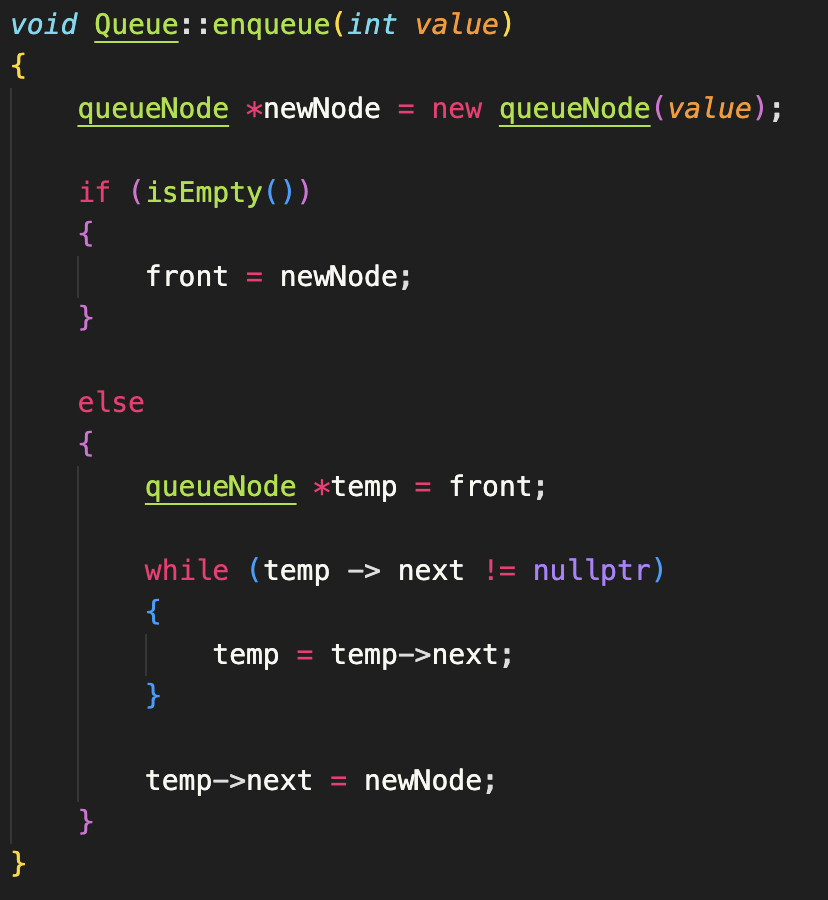 void Queue::enqueue(int value)
{
    queueNode *newNode = new queueNode(value);
    if (isEmpty())
    {
        front = newNode;
    }
    else
    {
        queueNode *temp = front;
        while (temp -> next != nullptr)
        {
            temp = temp->next;
        }
        temp->next = newNode;
    }
}